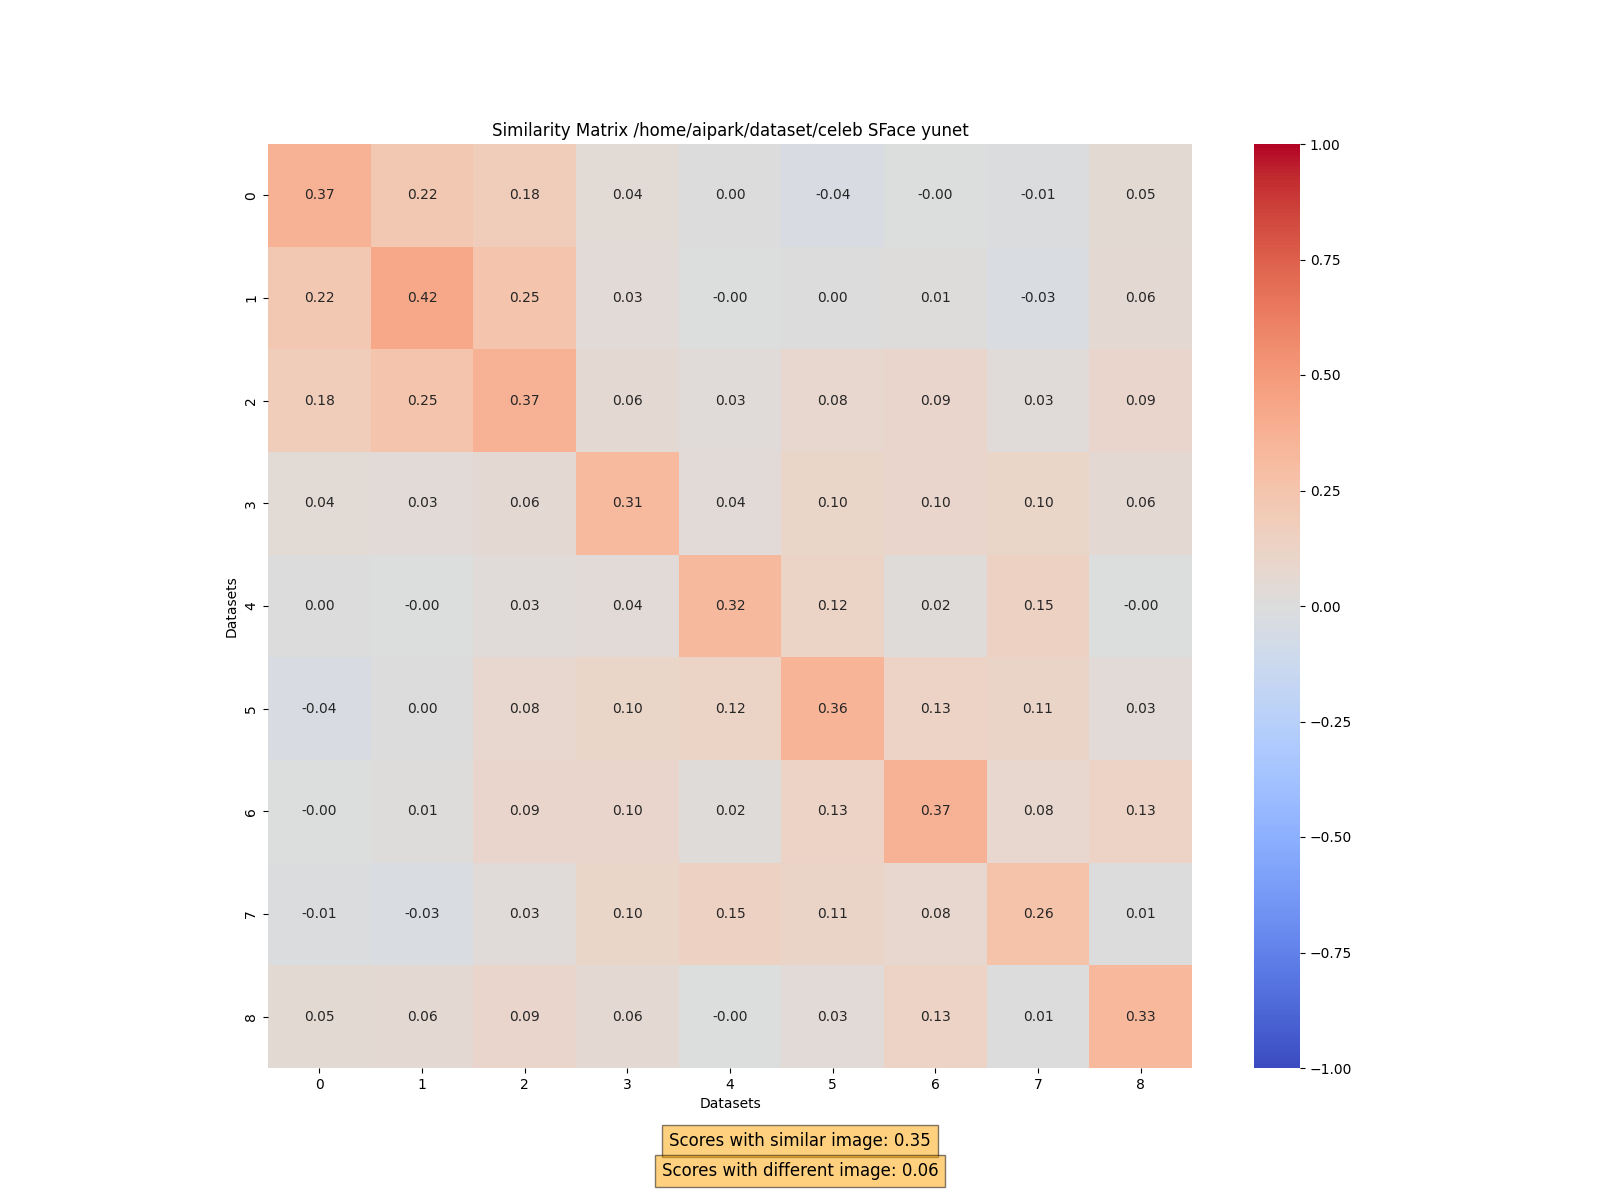 Similarity Matrix /home/aipark/dataset/celeb SFace yunet
0 0.37 0.22 0.18 0.04 0.00 -0.04 -0.00 -0.01 0.05
1 0.22 0.42 0.25 0.03 -0.00 0.00 0.01 -0.03 0.06
2 0.18 0.25 0.37 0.06 0.03 0.08 0.09 0.03 0.09
3 0.04 0.03 0.06 0.31 0.04 0.10 0.10 0.10 0.06
4 0.00 -0.00 0.03 0.04 0.32 0.12 0.02 0.15 -0.00
5 -0.04 0.00 0.08 0.10 0.12 0.36 0.13 0.11 0.03
6 -0.00 0.01 0.09 0.10 0.02 0.13 0.37 0.08 0.13
7 -0.01 -0.03 0.03 0.10 0.15 0.11 0.08 0.26 0.01
8 0.05 0.06 0.09 0.06 -0.00 0.03 0.13 0.01 0.33
Datasets
0 1 2 3 4 5 6 7 8
Datasets
1.00
0.75
0.50
0.25
0.00
−0.25
−0.50
−0.75
−1.00
Scores with similar image: 0.35
Scores with different image: 0.06